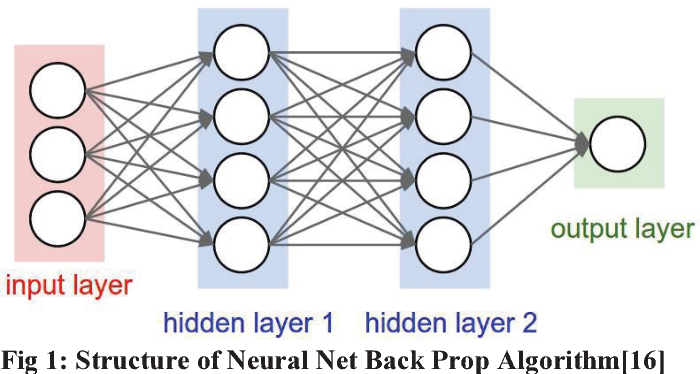 output layer
input layer
hidden layer 1 hidden layer 2
Fig 1: Structure of Neural Net Back Prop Algorithm[16]